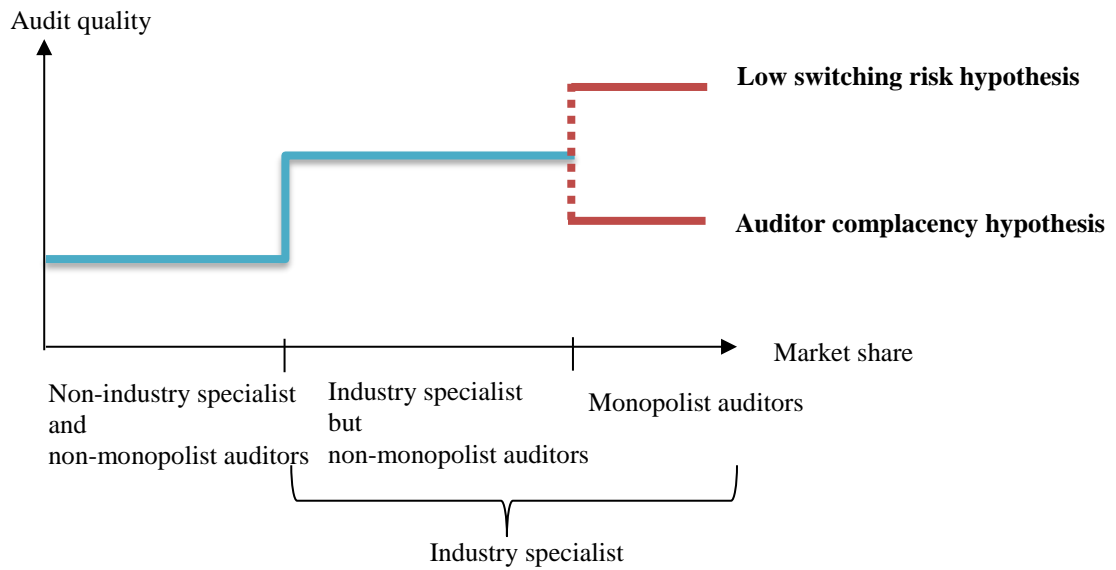 Audit quality
Low switching risk hypothesis
Auditor complacency hypothesis
Market share
Non-industry specialist
and
non-monopolist auditors
Industry specialist
but
non-monopolist auditors
Monopolist auditors
Industry specialist